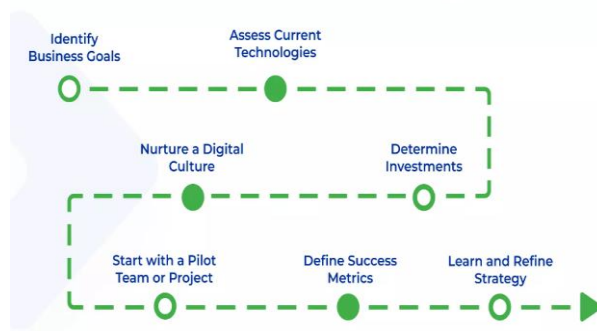 Identify
Business Goals
Assess Current
Technologies
Nurture a Digital
Culture
Determine
Investments
Start with a Pilot
Team or Project
Define Success
Metrics
Learn and Refine
Strategy